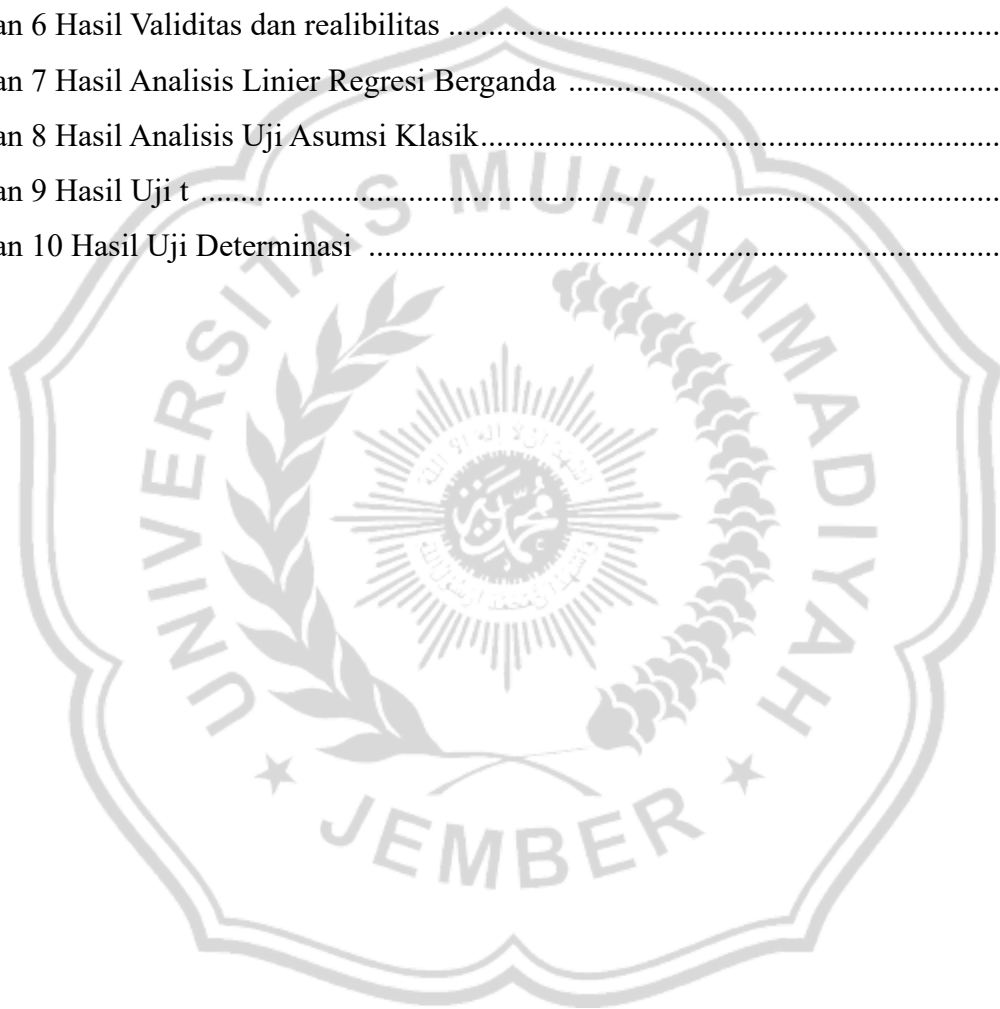 an 6 Hasil Validitas dan realibilitas ...............................................................
an 7 Hasil Analisis Linier Regresi Berganda ................................................
an 8 Hasil Analisis Uji Asumsi Klasik...........................................................
an 9 Hasil Uji t .............................................................................................
an 10 Hasil Uji Determinasi ........................................................................
UNIVERSITAS MUHAMMADIYAH
JEMBER